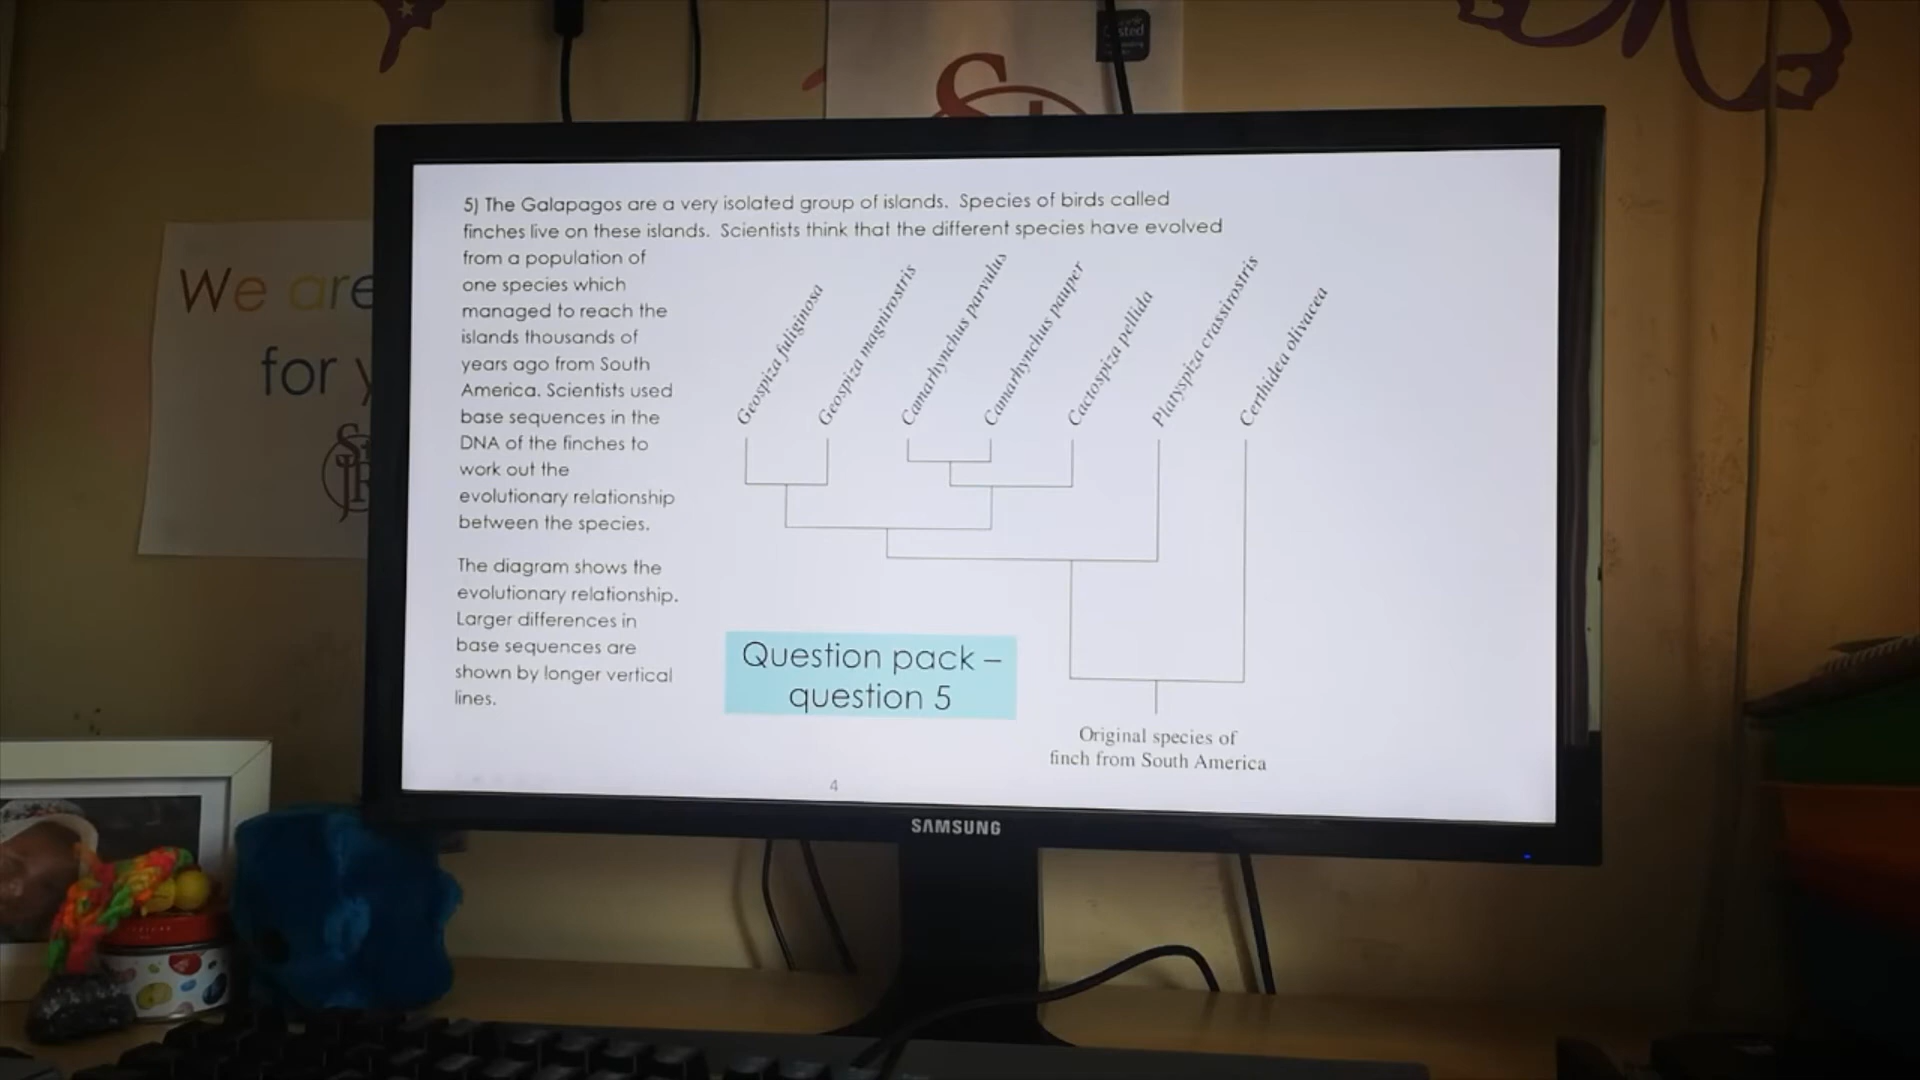 5) The Galapagos are a very isolated group of islands. Species of birds called
finches live on these islands. Scientists think that the different species have evolved
from a population of
one species which
managed to reach the
islands thousands of
years ago from South
America. Scientists used
base sequences in the
DNA of the finches to
work out the
evolutionary relationship
between the species.
The diagram shows the
evolutionary relationship.
Larger differences in
base sequences are
shown by longer vertical
lines.
Geospiza fuliginosa
Geospiza magnirostris
Camarhynchus parvulus
Camarhynchus pauper
Cactospiza pellida
Platyspiza crassirostris
Certhidea olivacea
Question pack –
question 5
Original species of
finch from South America
4
SAMSUNG
We are
for